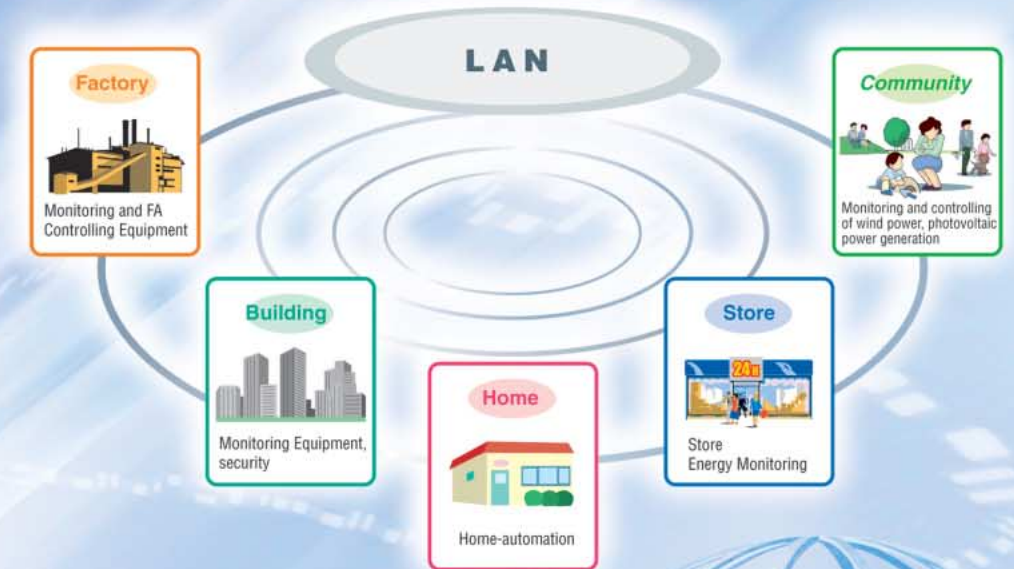 LAN
Factory
Monitoring and FA
Controlling Equipment
Community
Monitoring and controlling
of wind power, photovoltaic
power generation
Building
Monitoring Equipment,
security
Store
24H
Store
Energy Monitoring
Home
Home-automation